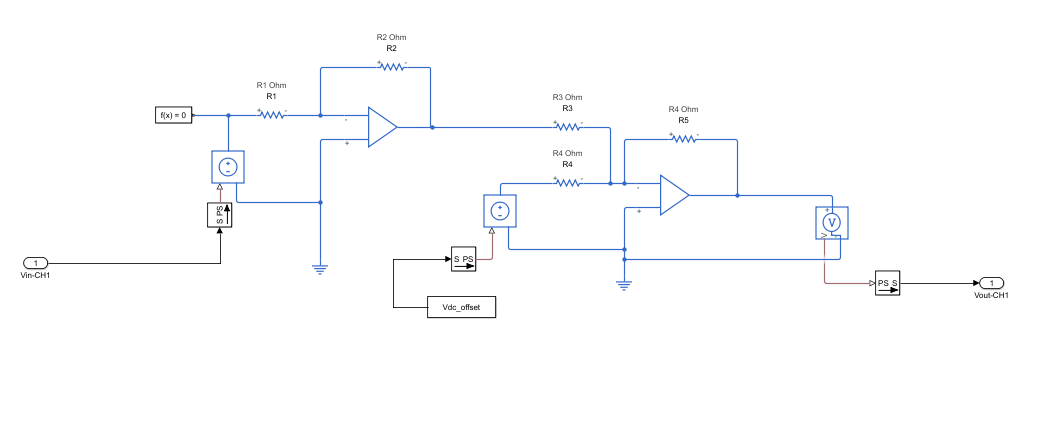 R2 Ohm
R2
R1 Ohm
R1
f(x) = 0
+
-
+
-
-
+
+
-
S PS
1
Vin-CH1
R3 Ohm
R3
+
-
R4 Ohm
R4
+
-
R4 Ohm
R5
+
-
-
+
+
-
S PS
Vdc_offset
+
V
V
-
PS S
1
Vout-CH1